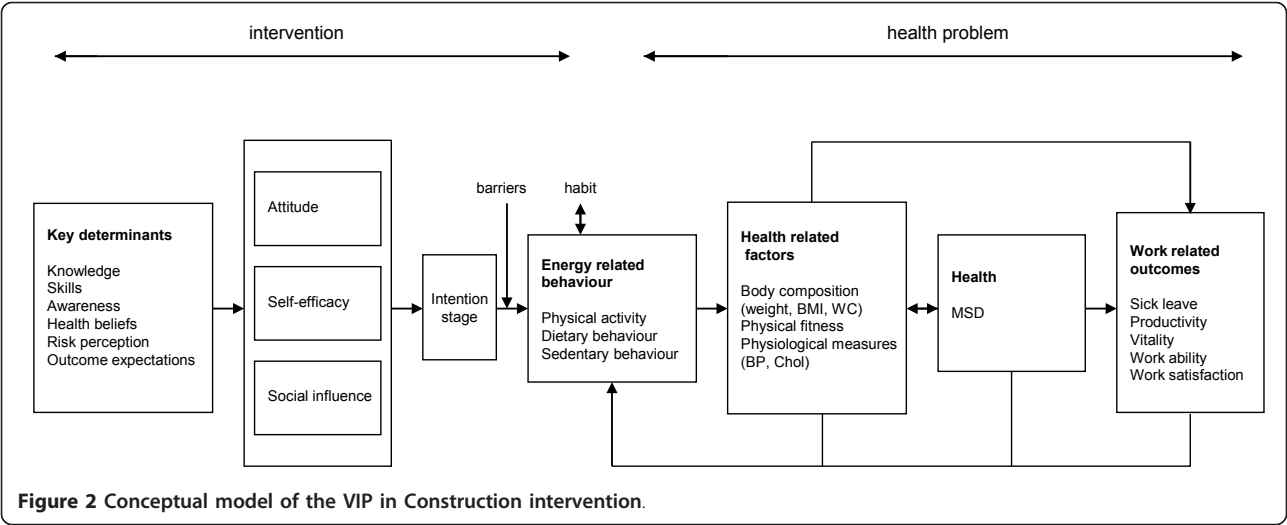 intervention
health problem
Key determinants
Knowledge
Skills
Awareness
Health beliefs
Risk perception
Outcome expectations
Attitude
Self-efficacy
Social influence
Intention
stage
barriers
habit
Energy related
behaviour
Physical activity
Dietary behaviour
Sedentary behaviour
Health related
factors
Body composition
(weight, BMI, WC)
Physical fitness
Physiological measures
(BP, Chol)
Health
MSD
Work related
outcomes
Sick leave
Productivity
Vitality
Work ability
Work satisfaction
Figure 2 Conceptual model of the VIP in Construction intervention.